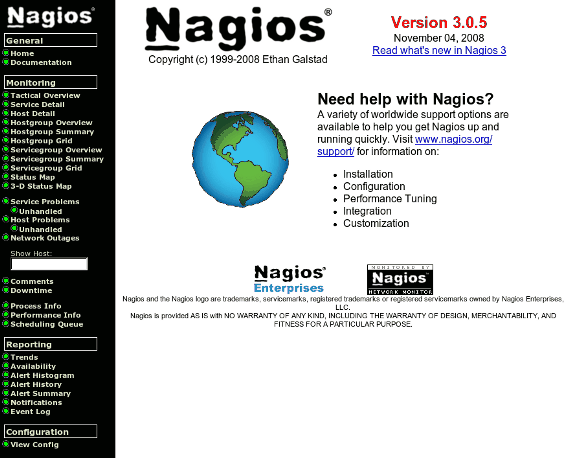 Nagios®
General
Home
Documentation
Monitoring
Tactical Overview
Service Detail
Host Detail
Hostgroup Overview
Hostgroup Summary
Hostgroup Grid
Servicegroup Overview
Servicegroup Summary
Servicegroup Grid
Status Map
3-D Status Map
Service Problems
Unhandled
Host Problems
Unhandled
Network Outages
Show Host:
Comments
Downtime
Process Info
Performance Info
Scheduling Queue
Reporting
Trends
Availability
Alert Histogram
Alert History
Alert Summary
Notifications
Event Log
Configuration
View Config
Nagios®
Copyright (c) 1999-2008 Ethan Galstad
Version 3.0.5
November 04, 2008
Read what's new in Nagios 3
Need help with Nagios?
A variety of worldwide support options are
available to help you get Nagios up and
running quickly. Visit www.nagios.org/
support/ for information on:
• Installation
• Configuration
• Performance Tuning
• Integration
• Customization
Nagios®
Enterprises
MONITORED BY
Nagios®
NETWORK MONITOR
Nagios and the Nagios logo are trademarks, servicemarks, registered trademarks or registered servicemarks owned by Nagios Enterprises,
LLC.
Nagios is provided AS IS with NO WARRANTY OF ANY KIND, INCLUDING THE WARRANTY OF DESIGN, MERCHANTABILITY, AND
FITNESS FOR A PARTICULAR PURPOSE.